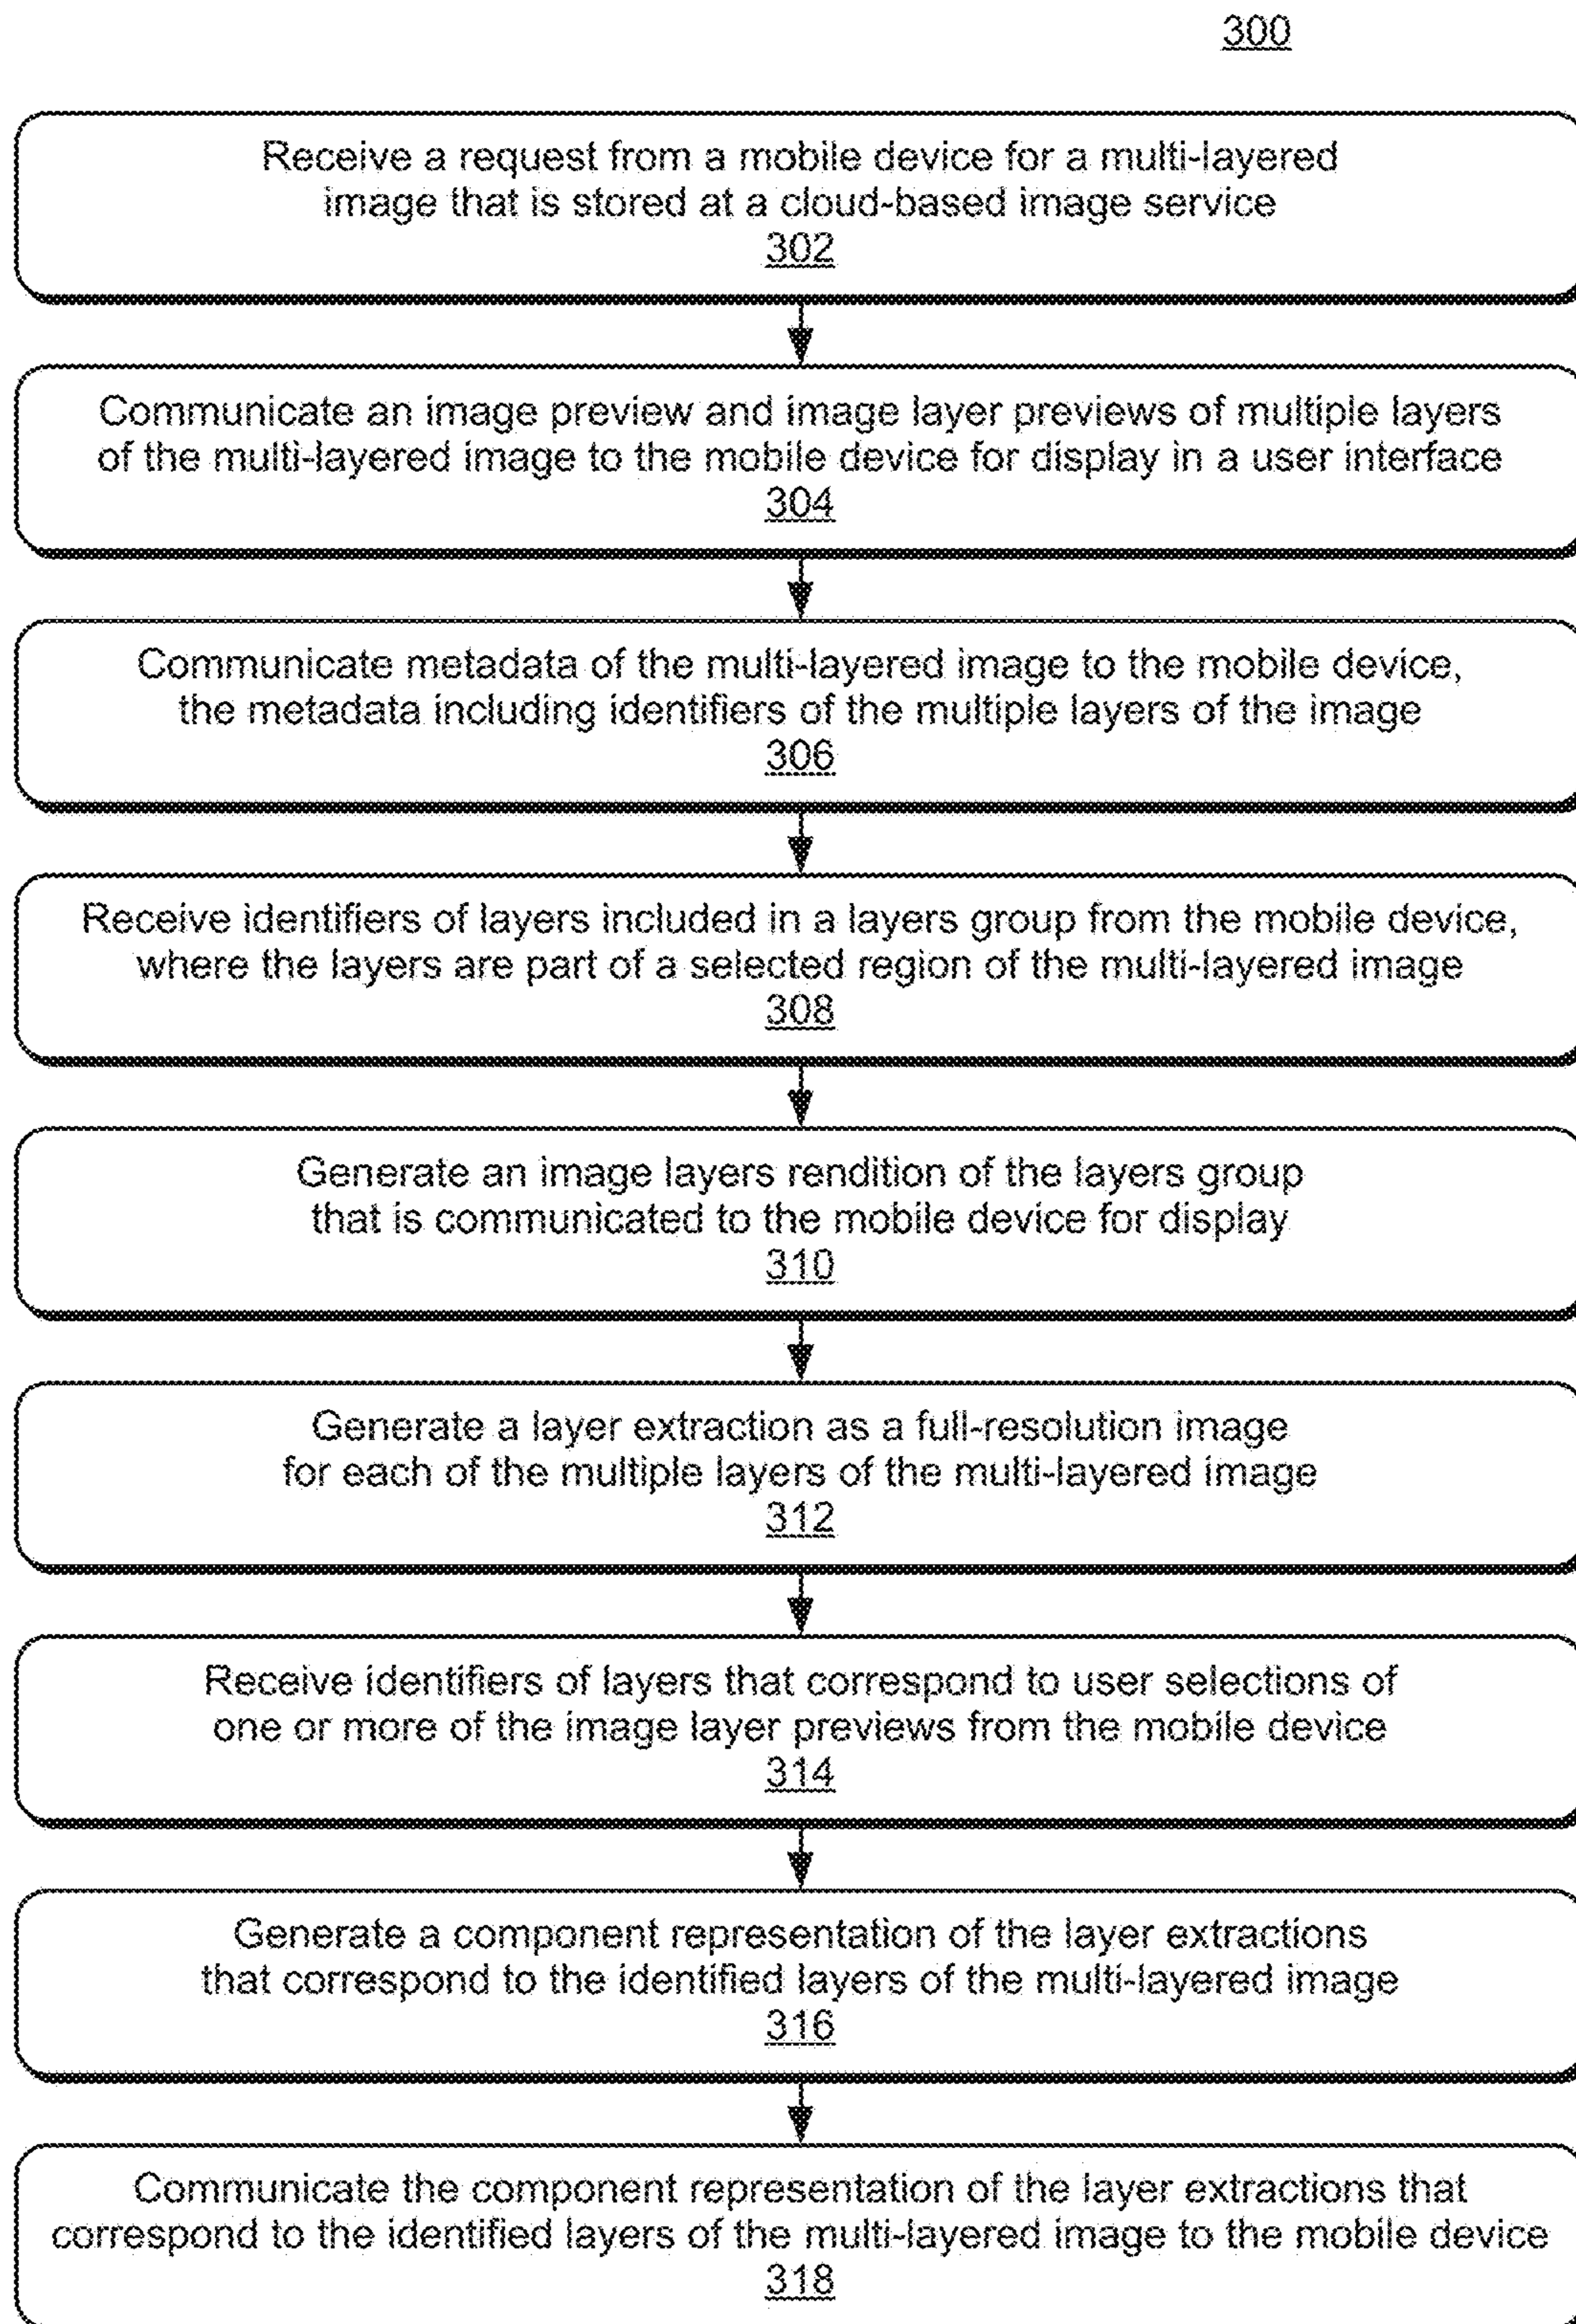 300
Receive a request from a mobile device for a multi-layered
image that is stored at a cloud-based image service
302
Communicate an image preview and image layer previews of multiple layers
of the multi-layered image to the mobile device for display in a user interface
304
Communicate metadata of the multi-layered image to the mobile device,
the metadata including identifiers of the multiple layers of the image
306
Receive identifiers of layers included in a layers group from the mobile device,
where the layers are part of a selected region of the multi-layered image
308
Generate an image layers rendition of the layers group
that is communicated to the mobile device for display
310
Generate a layer extraction as a full-resolution image
for each of the multiple layers of the multi-layered image
312
Receive identifiers of layers that correspond to user selections of
one or more of the image layer previews from the mobile device
314
Generate a component representation of the layer extractions
that correspond to the identified layers of the multi-layered image
316
Communicate the component representation of the layer extractions that
correspond to the identified layers of the multi-layered image to the mobile device
318